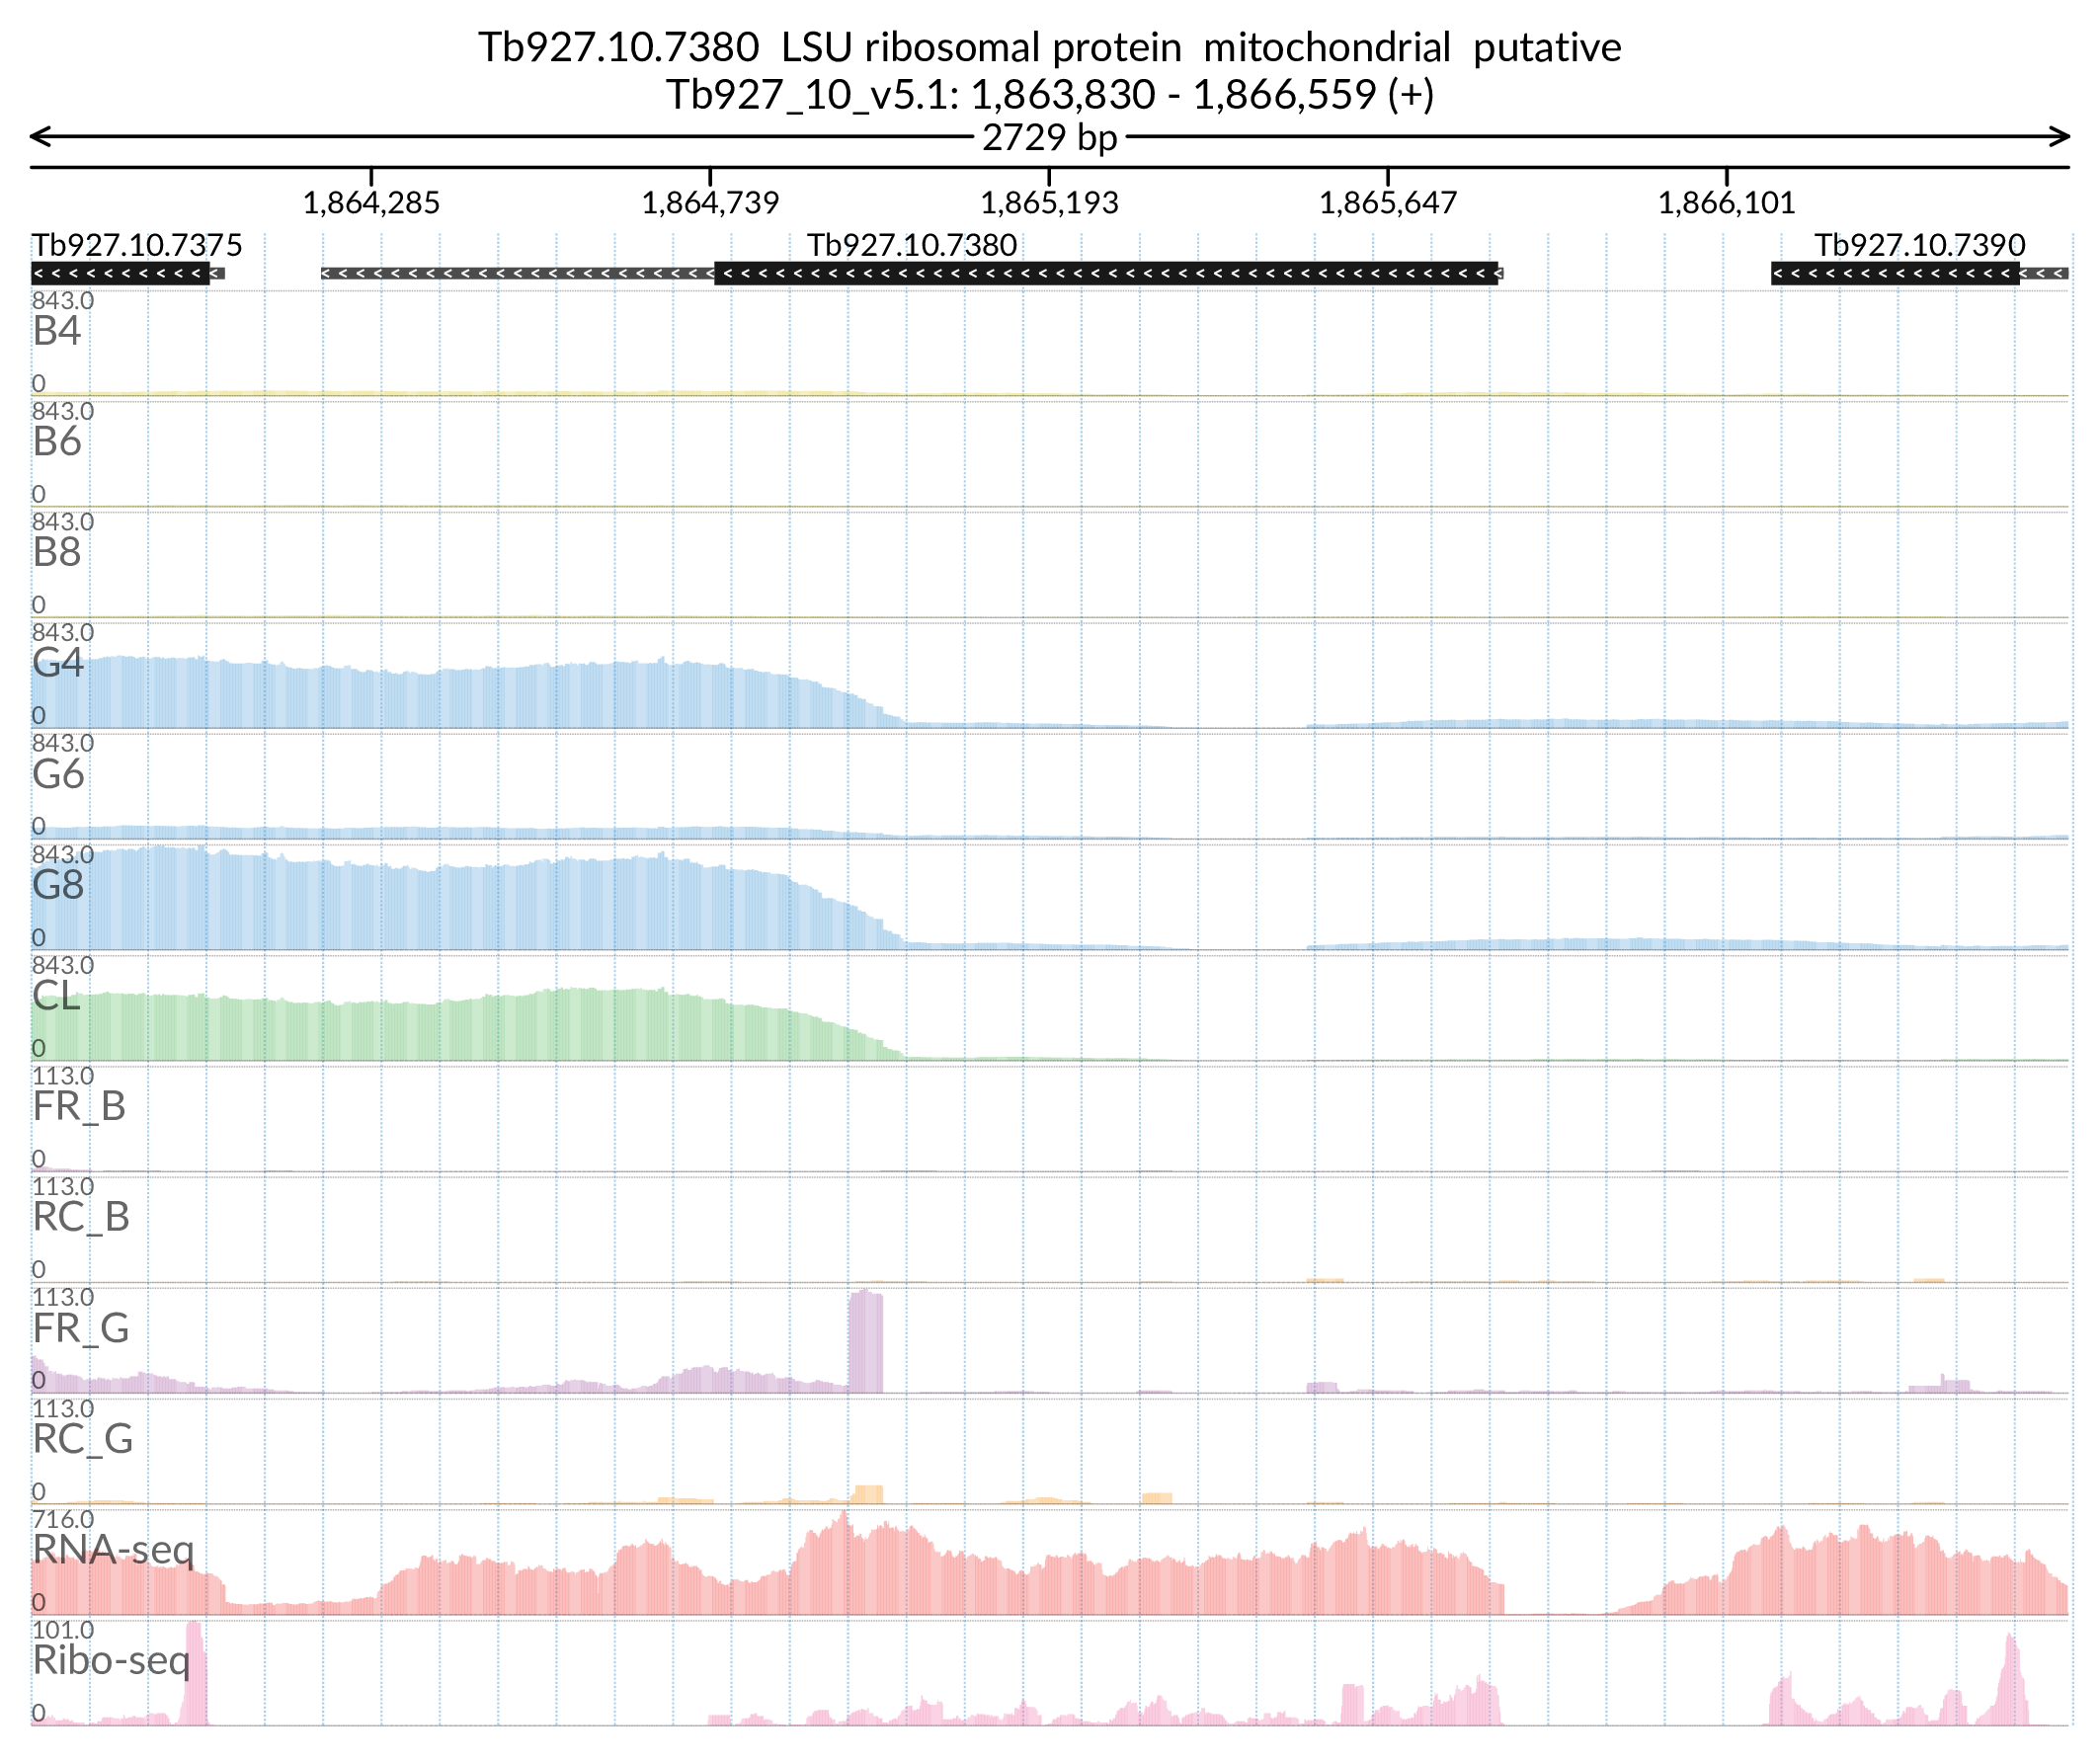 Tb927.10.7380 LSU ribosomal protein mitochondrial putative
Tb927_10_v5.1: 1,863,830 - 1,866,559 (+)
2729 bp
1,864,285 1,864,739 1,865,193 1,865,647 1,866,101
Tb927.10.7375 Tb927.10.7380 Tb927.10.7390
843.0
B4
0
843.0
B6
0
843.0
B8
0
843.0
G4
0
843.0
G6
0
843.0
G8
0
843.0
CL
0
113.0
FR_B
0
113.0
RC_B
0
113.0
FR_G
0
113.0
RC_G
0
716.0
RNA-seq
0
101.0
Ribo-seq
0